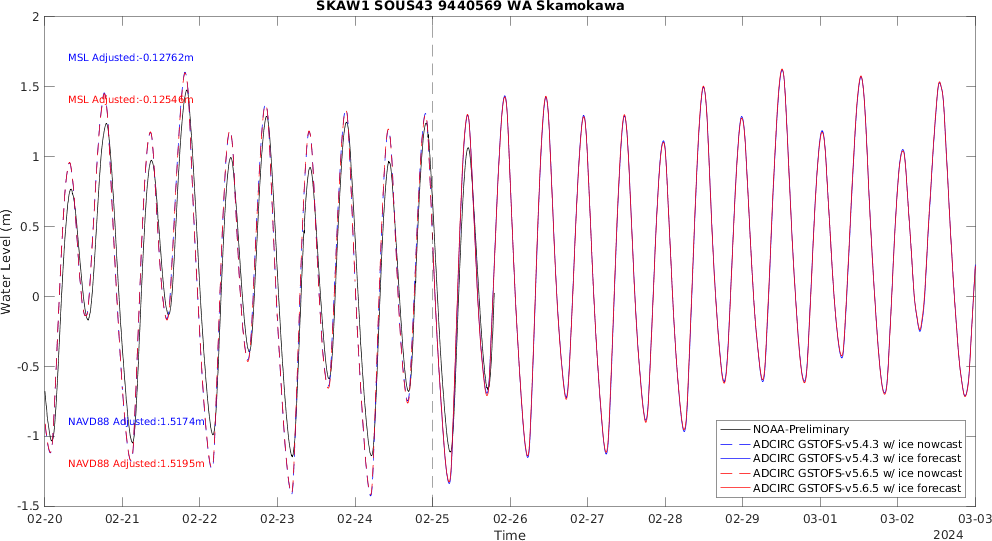 SKAW1 SOUS43 9440569 WA Skamokawa
2
1.5
1
0.5
0
-0.5
-1
-1.5
Water Level (m)
MSL Adjusted:-0.12762m
MSL Adjusted:-0.12546m
NAVD88 Adjusted:1.5174m
NAVD88 Adjusted:1.5195m
NOAA-Preliminary
ADCIRC GSTOFS-v5.4.3 w/ ice nowcast
ADCIRC GSTOFS-v5.4.3 w/ ice forecast
ADCIRC GSTOFS-v5.6.5 w/ ice nowcast
ADCIRC GSTOFS-v5.6.5 w/ ice forecast
02-20 02-21 02-22 02-23 02-24 02-25 02-26 02-27 02-28 02-29 03-01 03-02 03-03
Time
2024